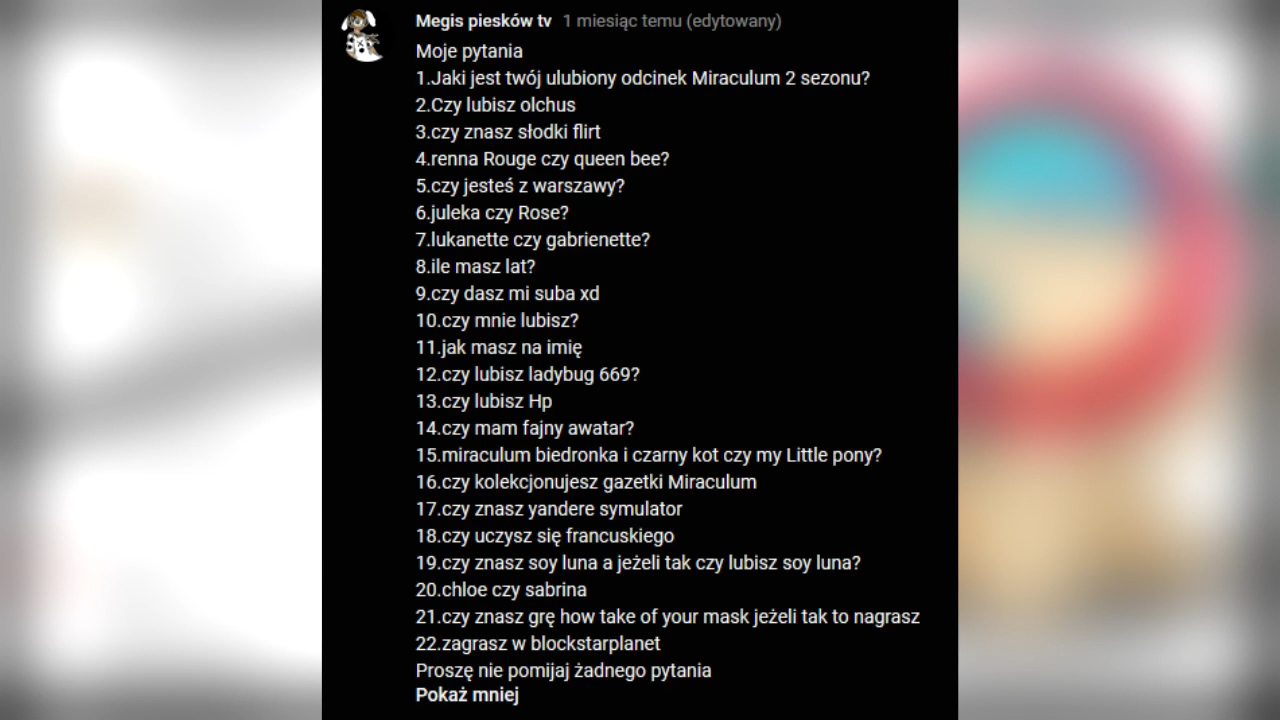 Megis piesków tv 1 miesiąc temu (edytowany)
Moje pytania
1.Jaki jest twój ulubiony odcinek Miraculum 2 sezonu?
2.Czy lubisz olchus
3.czy znasz słodki flirt
4.renna Rouge czy queen bee?
5.czy jesteś z warszawy?
6.juleka czy Rose?
7.lukanette czy gabrienette?
8.ile masz lat?
9.czy dasz mi suba xd
10.czy mnie lubisz?
11.jak masz na imię
12.czy lubisz ladybug 669?
13.czy lubisz Hp
14.czy mam fajny awatar?
15.miraculum biedronka i czarny kot czy my Little pony?
16.czy kolekcjonujesz gazetki Miraculum
17.czy znasz yandere symulator
18.czy uczysz się francuskiego
19.czy znasz soy luna a jeżeli tak czy lubisz soy luna?
20.chloe czy sabrina
21.czy znasz grę how take of your mask jeżeli tak to nagrasz
22.zagrasz w blockstarplanet
Proszę nie pomijaj żadnego pytania
Pokaż mniej